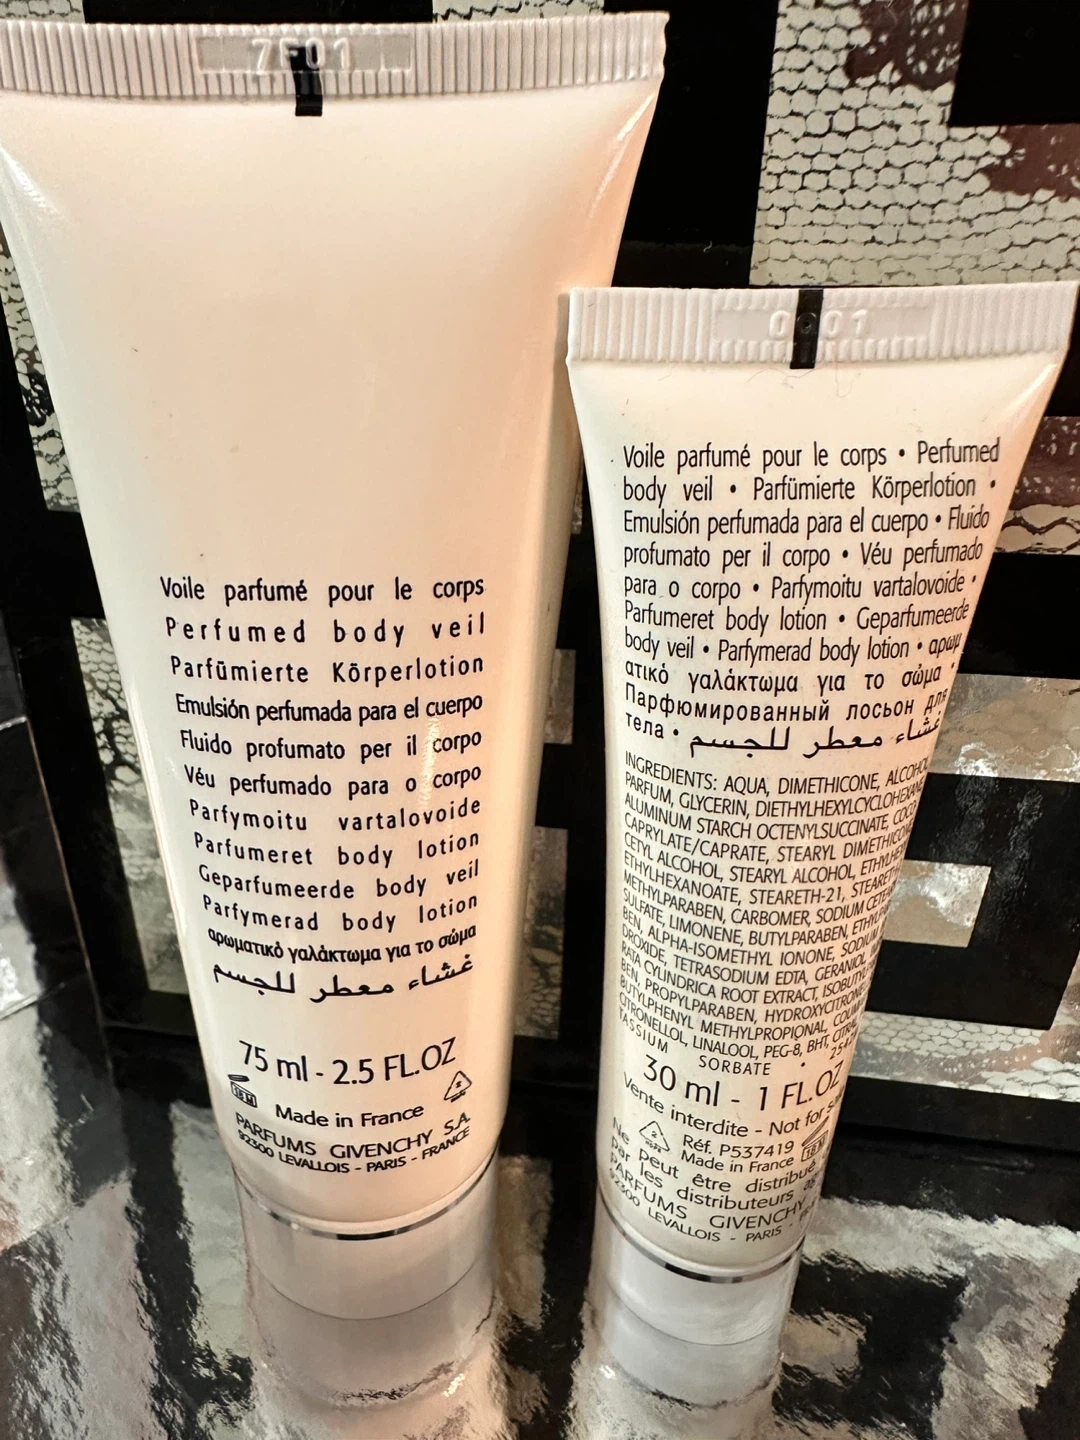 7F01
Voile parfumé pour le corps
Perfumed body veil
Parfümierte Körperlotion
Emulsión perfumada para el cuerpo
Fluido profumato per il corpo
Véu perfumado para o corpo
Parfymoitu vartalovoide
Parfumeret body lotion
Geparfumeerde body veil
Parfymerad body lotion
αρωματικό γαλάκτωμα για το σώμα
غشاء معطر للجسم
75 ml - 2.5 FL.OZ
18 M
Made in France
2
PARFUMS GIVENCHY S.A.
92300 LEVALLOIS - PARIS - FRANCE
01
Voile parfumé pour le corps • Perfumed
body veil • Parfümierte Körperlotion •
Emulsión perfumada para el cuerpo • Fluido
profumato per il corpo • Véu perfumado
para o corpo • Parfymoitu vartalovoide •
Parfumeret body lotion • Geparfumeerde
body veil • Parfymerad body lotion • αρωμ
ατικό γαλάκτωμα για το σώμα •
Парфюмированный лосьон для
тела • غشاء معطر للجسم
INGREDIENTS: AQUA, DIMETHICONE, ALCOHOL
PARFUM, GLYCERIN,
ALUMINUM STARCH OCTENYLSUCCINATE,
CAPRYLATE/CAPRATE, STEARYL
CETYL ALCOHOL, STEARYL ALCOHOL,
ETHYLHEXANOATE, STEARETH-21,
METHYLPARABEN, CARBOMER, SODIUM
SULFATE, LIMONENE, BUTYLPARABEN,
BEN, ALPHA-ISOMETHYL IONONE, SODIUM
DROXIDE, TETRASODIUM EDTA, GERANIOL,
RATA CYLINDRICA ROOT EXTRACT,
BEN, PROPYLPARABEN,
BUTYLPHENYL METHYLPROPIONAL,
CITRONELLOL, LINALOOL, PEG-8, BHT,
TASSIUM SORBATE •
30 ml - 1 FL.OZ
Vente interdite - Not for
2
Réf. P537419
Made in France
18 M
Ne peut être distribué
par les distributeurs
PARFUMS GIVENCHY
92300 LEVALLOIS - PARIS -